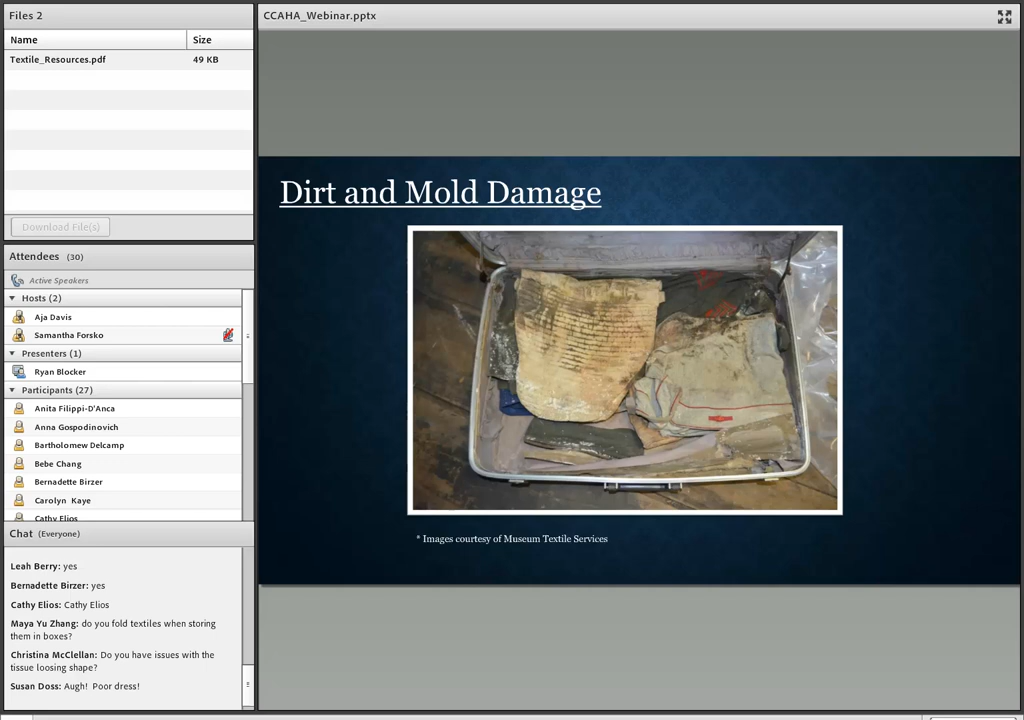 Files 2
Name Size
Textile_Resources.pdf 49 KB
Download File(s)
Attendees (30)
Active Speakers
Hosts (2)
Aja Davis
Samantha Forsko
Presenters (1)
Ryan Blocker
Participants (27)
Anita Filippi-D'Anca
Anna Gospodinovich
Bartholomew Delcamp
Bebe Chang
Bernadette Birzer
Carolyn Kaye
Cathy Elios
Chat (Everyone)
Leah Berry: yes
Bernadette Birzer: yes
Cathy Elios: Cathy Elios
Maya Yu Zhang: do you fold textiles when storing
them in boxes?
Christina McClellan: Do you have issues with the
tissue loosing shape?
Susan Doss: Augh! Poor dress!
CCAHA_Webinar.pptx
Dirt and Mold Damage
* Images courtesy of Museum Textile Services